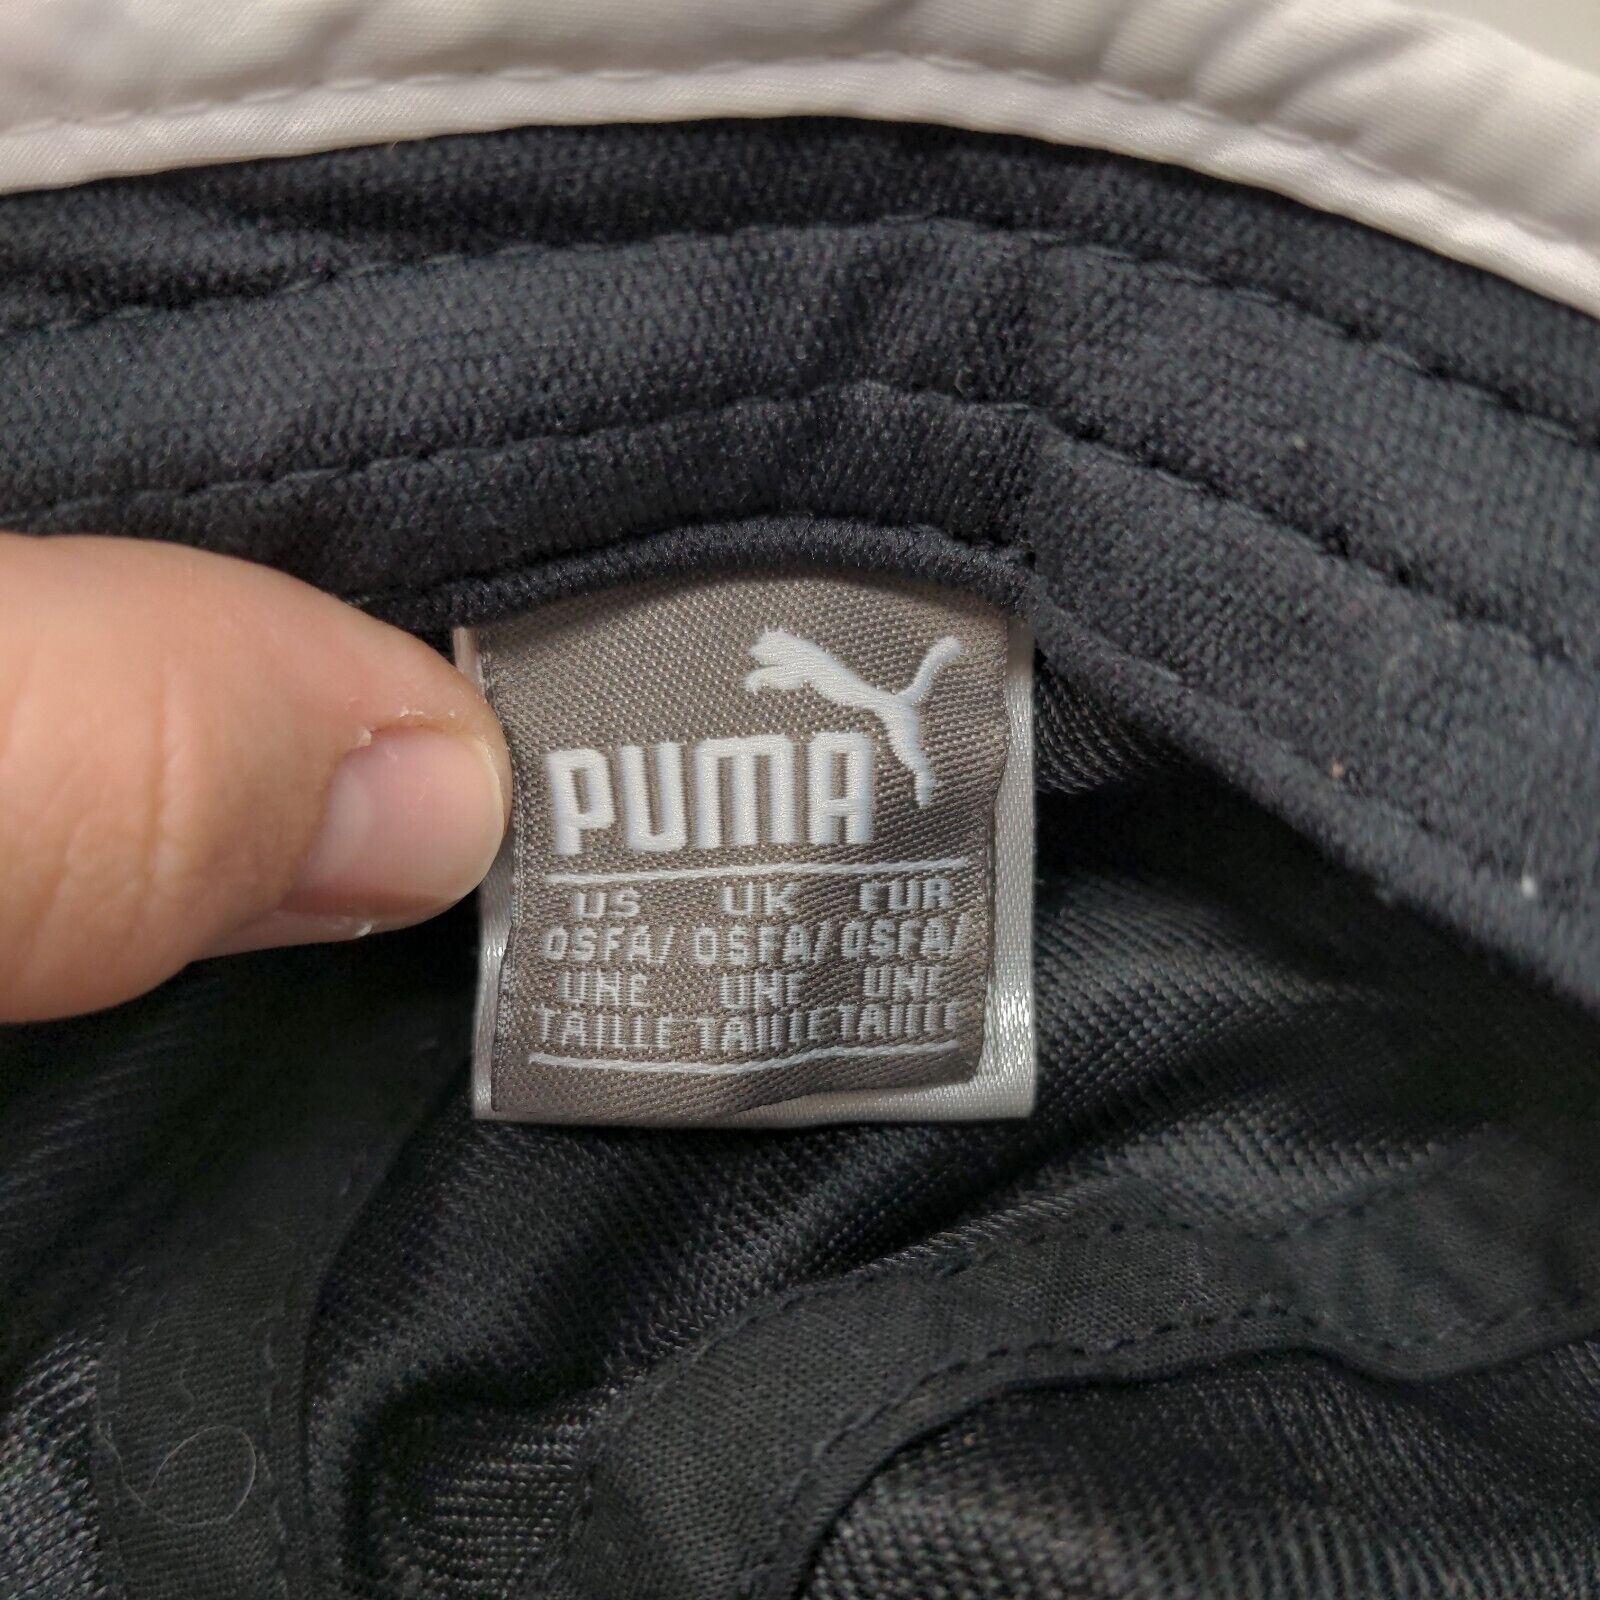 PUMA
US UK EUR
OSFA/ OSFA/ OSFA/
UNE UNE UNE
TAILLE TAILLE TAILLE